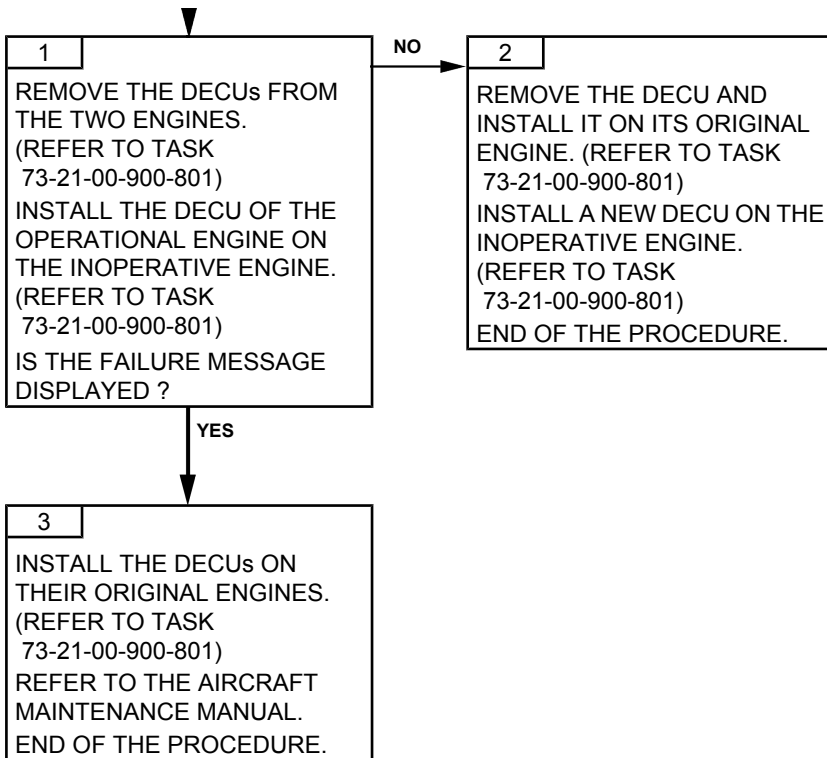 1
REMOVE THE DECUs FROM
THE TWO ENGINES.
(REFER TO TASK
73-21-00-900-801)
INSTALL THE DECU OF THE
OPERATIONAL ENGINE ON
THE INOPERATIVE ENGINE.
(REFER TO TASK
73-21-00-900-801)
IS THE FAILURE MESSAGE
DISPLAYED ?
NO
2
REMOVE THE DECU AND
INSTALL IT ON ITS ORIGINAL
ENGINE. (REFER TO TASK
73-21-00-900-801)
INSTALL A NEW DECU ON THE
INOPERATIVE ENGINE.
(REFER TO TASK
73-21-00-900-801)
END OF THE PROCEDURE.
YES
3
INSTALL THE DECUs ON
THEIR ORIGINAL ENGINES.
(REFER TO TASK
73-21-00-900-801)
REFER TO THE AIRCRAFT
MAINTENANCE MANUAL.
END OF THE PROCEDURE.